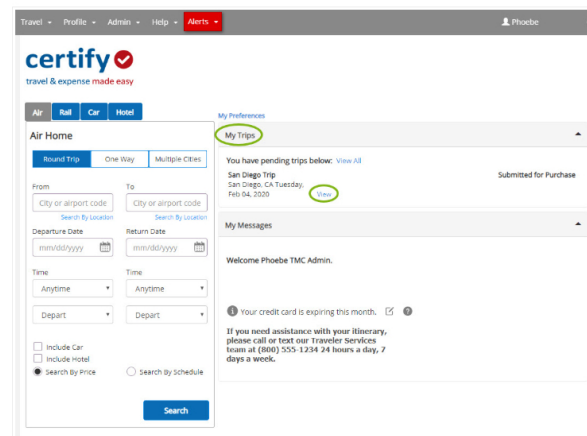 Travel Profile Admin Help Alerts Phoebe
certify
travel & expense made easy
Air Rail Car Hotel
My Preferences
Air Home
Round Trip One Way Multiple Cities
From To
City or airport code City or airport code
Search By Location Search By Location
Departure Date Return Date
mm/dd/yyyy mm/dd/yyyy
Time Time
Anytime Anytime
Depart Depart
Include Car
Include Hotel
Search By Price Search By Schedule
Search
My Trips
You have pending trips below: View All
San Diego Trip Submitted for Purchase
San Diego, CA Tuesday,
Feb 04, 2020 View
My Messages
Welcome Phoebe TMC Admin.
Your credit card is expiring this month.
If you need assistance with your itinerary,
please call or text our Traveler Services
team at (800) 555-1234 24 hours a day, 7
days a week.